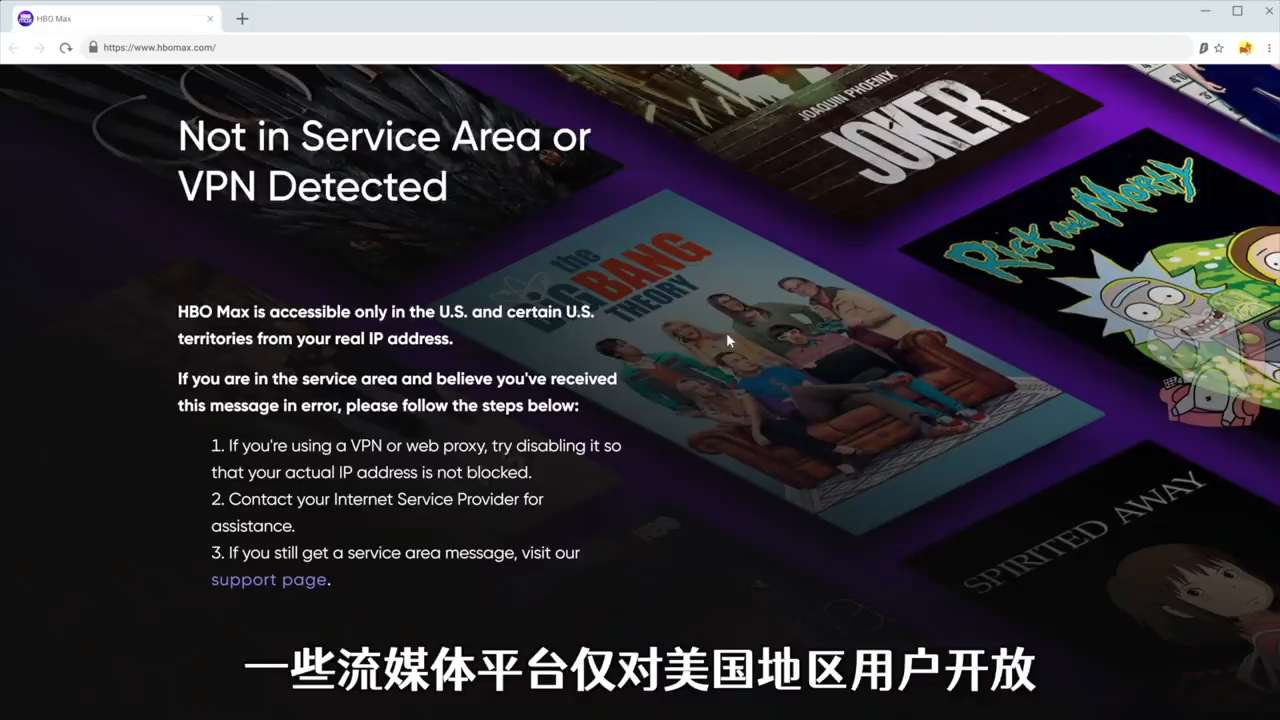 HBO Max
https://www.hbomax.com/
Not in Service Area or
VPN Detected
HBO Max is accessible only in the U.S. and certain U.S.
territories from your real IP address.
If you are in the service area and believe you've received
this message in error, please follow the steps below:
1. If you're using a VPN or web proxy, try disabling it so
that your actual IP address is not blocked.
2. Contact your Internet Service Provider for
assistance.
3. If you still get a service area message, visit our
support page.
JOAQUIN PHOENIX
JOKER
RICK and MORTY
the
BIG BANG
THEORY
SPIRITED AWAY
HBO
一些流媒体平台仅对美国地区用户开放